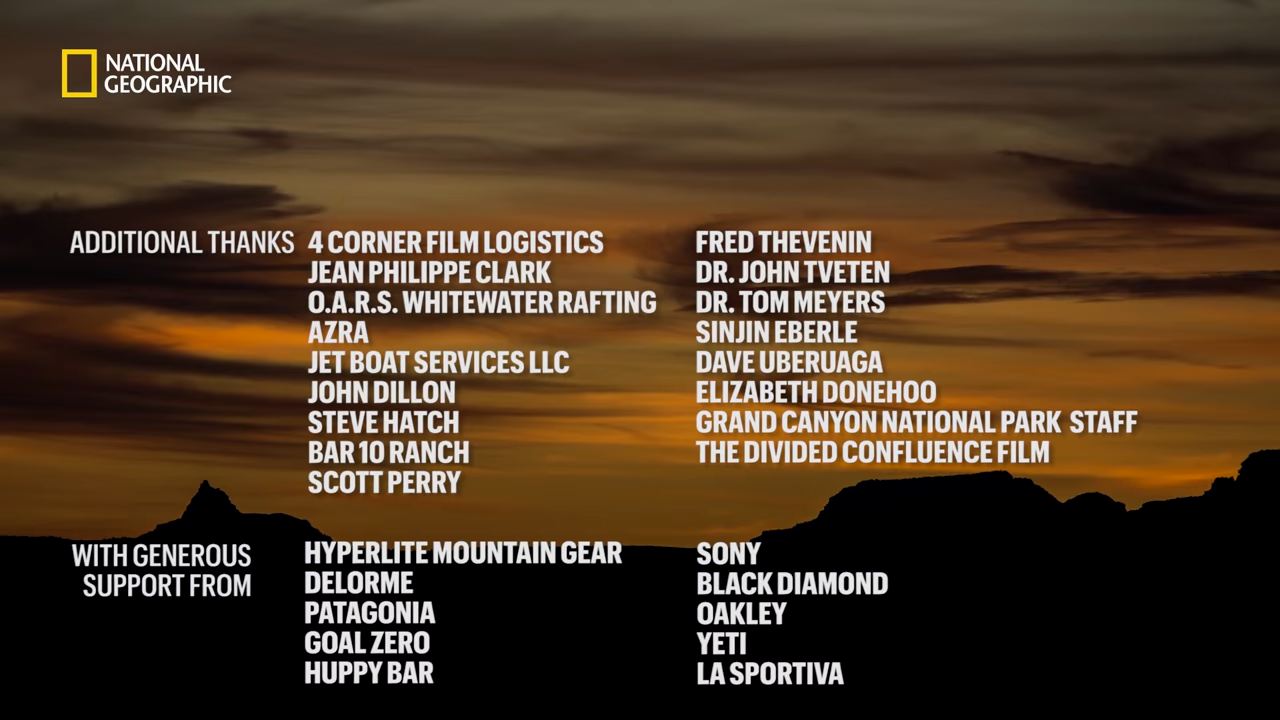 NATIONAL
GEOGRAPHIC
ADDITIONAL THANKS
4 CORNER FILM LOGISTICS
JEAN PHILIPPE CLARK
O.A.R.S. WHITEWATER RAFTING
AZRA
JET BOAT SERVICES LLC
JOHN DILLON
STEVE HATCH
BAR 10 RANCH
SCOTT PERRY
FRED THEVENIN
DR. JOHN TVETEN
DR. TOM MEYERS
SINJIN EBERLE
DAVE UBERUAGA
ELIZABETH DONEHOO
GRAND CANYON NATIONAL PARK STAFF
THE DIVIDED CONFLUENCE FILM
WITH GENEROUS
SUPPORT FROM
HYPERLITE MOUNTAIN GEAR
DELORME
PATAGONIA
GOAL ZERO
HUPPY BAR
SONY
BLACK DIAMOND
OAKLEY
YETI
LA SPORTIVA